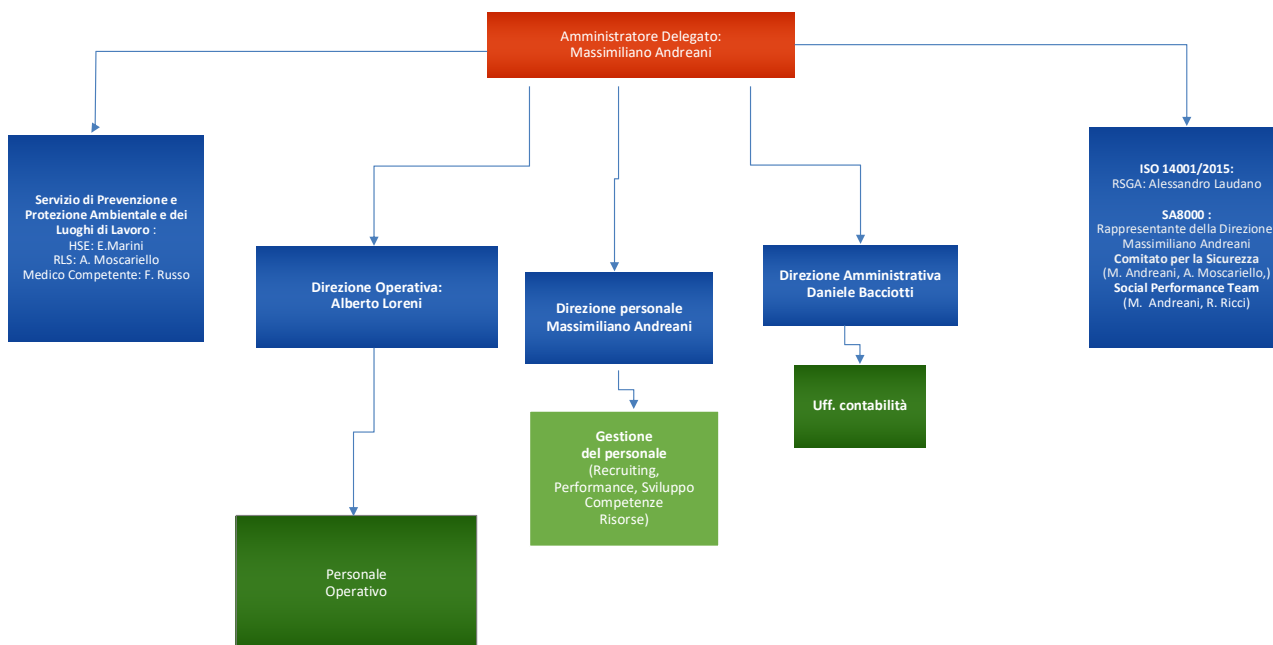 Amministratore Delegato:
Massimiliano Andreani
Servizio di Prevenzione e
Protezione Ambientale e dei
Luoghi di Lavoro :
HSE: E.Marini
RLS: A. Moscariello
Medico Competente: F. Russo
Direzione Operativa:
Alberto Loreni
Direzione personale
Massimiliano Andreani
Direzione Amministrativa
Daniele Bacciotti
ISO 14001/2015:
RSGA: Alessandro Laudano
SA8000 :
Rappresentante della Direzione:
Massimiliano Andreani
Comitato per la Sicurezza
(M. Andreani, A. Moscariello,)
Social Performance Team
(M. Andreani, R. Ricci)
Uff. contabilità
Gestione
del personale
(Recruiting,
Performance, Sviluppo
Competenze
Risorse)
Personale
Operativo